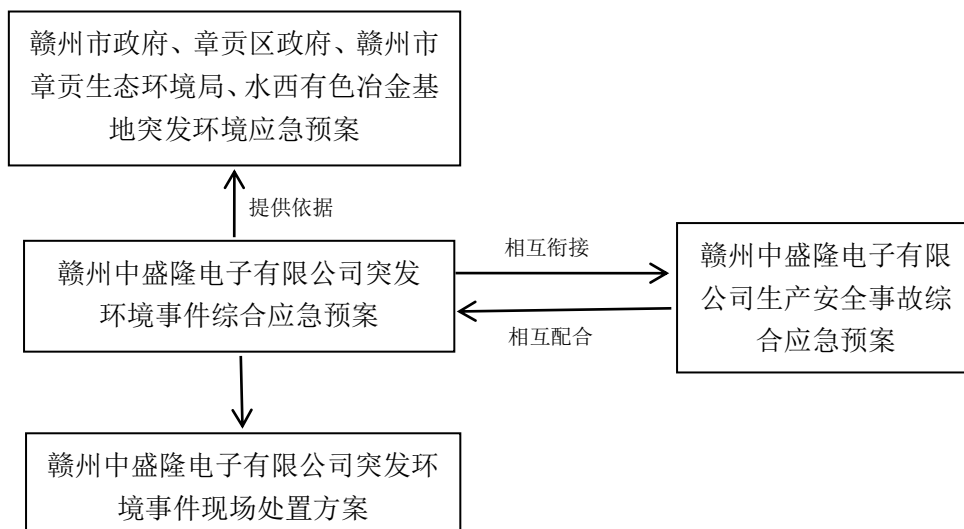 赣州市政府、章贡区政府、赣州市
章贡生态环境局、水西有色冶金基
地突发环境应急预案
提供依据
赣州中盛隆电子有限公司突发
环境事件综合应急预案
相互衔接
相互配合
赣州中盛隆电子有限
公司生产安全事故综
合应急预案
赣州中盛隆电子有限公司突发环
境事件现场处置方案